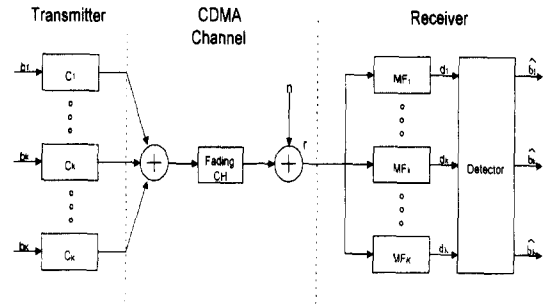 Transmitter
CDMA
Channel
Receiver
b1
C1
bk
Ck
bK
CK
+
Fading
CH
n
+
r
MF1
d1
MFk
dk
MFK
dK
Detector
b̂1
b̂k
b̂K